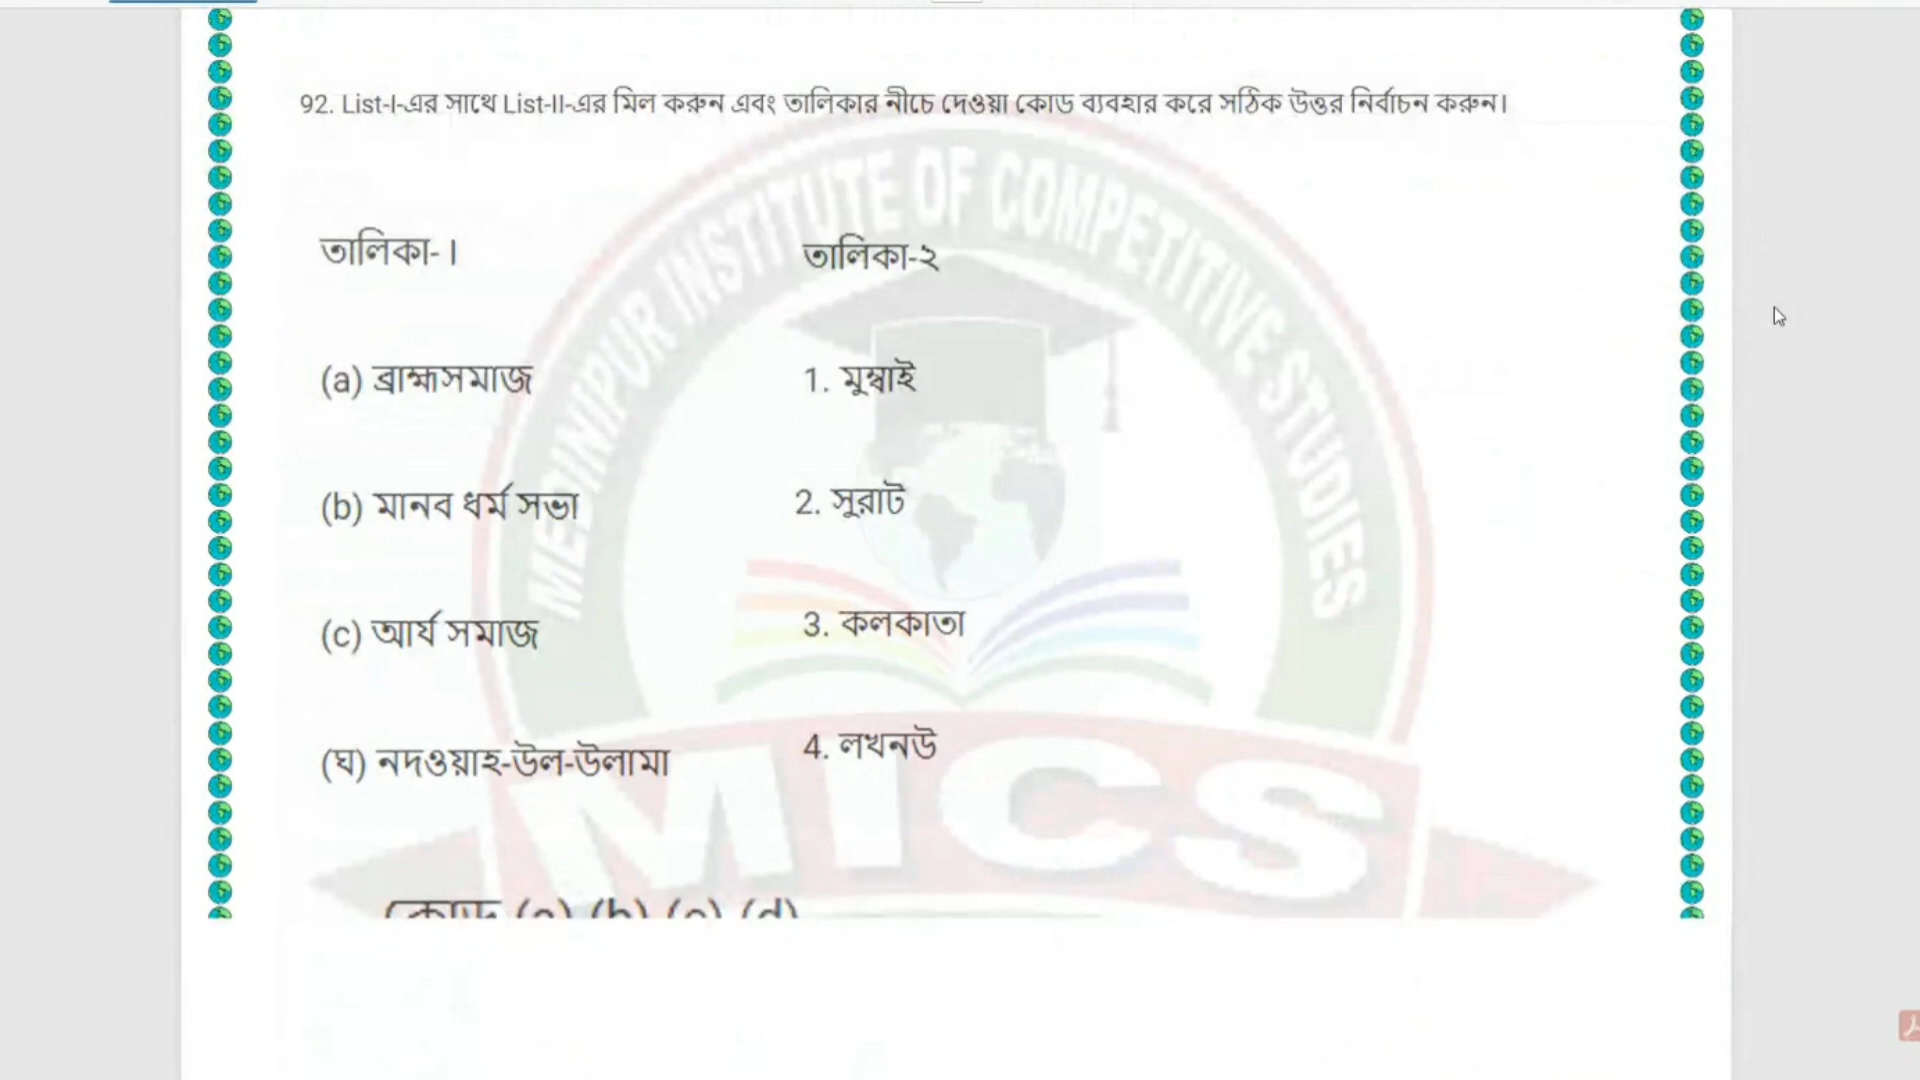 92. List-I-এর সাথে List-II-এর মিল করুন এবং তালিকার নীচে দেওয়া কোড ব্যবহার করে সঠিক উত্তর নির্বাচন করুন।
তালিকা- । তালিকা-২
(a) ব্রাহ্মসমাজ 1. মুম্বাই
(b) মানব ধর্ম সভা 2. সুরাট
(c) আর্য সমাজ 3. কলকাতা
(ঘ) নদওয়াহ-উল-উলামা 4. লখনউ
কোডে (a) (b) (c) (d)
MEDINIPUR INSTITUTE OF COMPETITIVE STUDIES
MICS